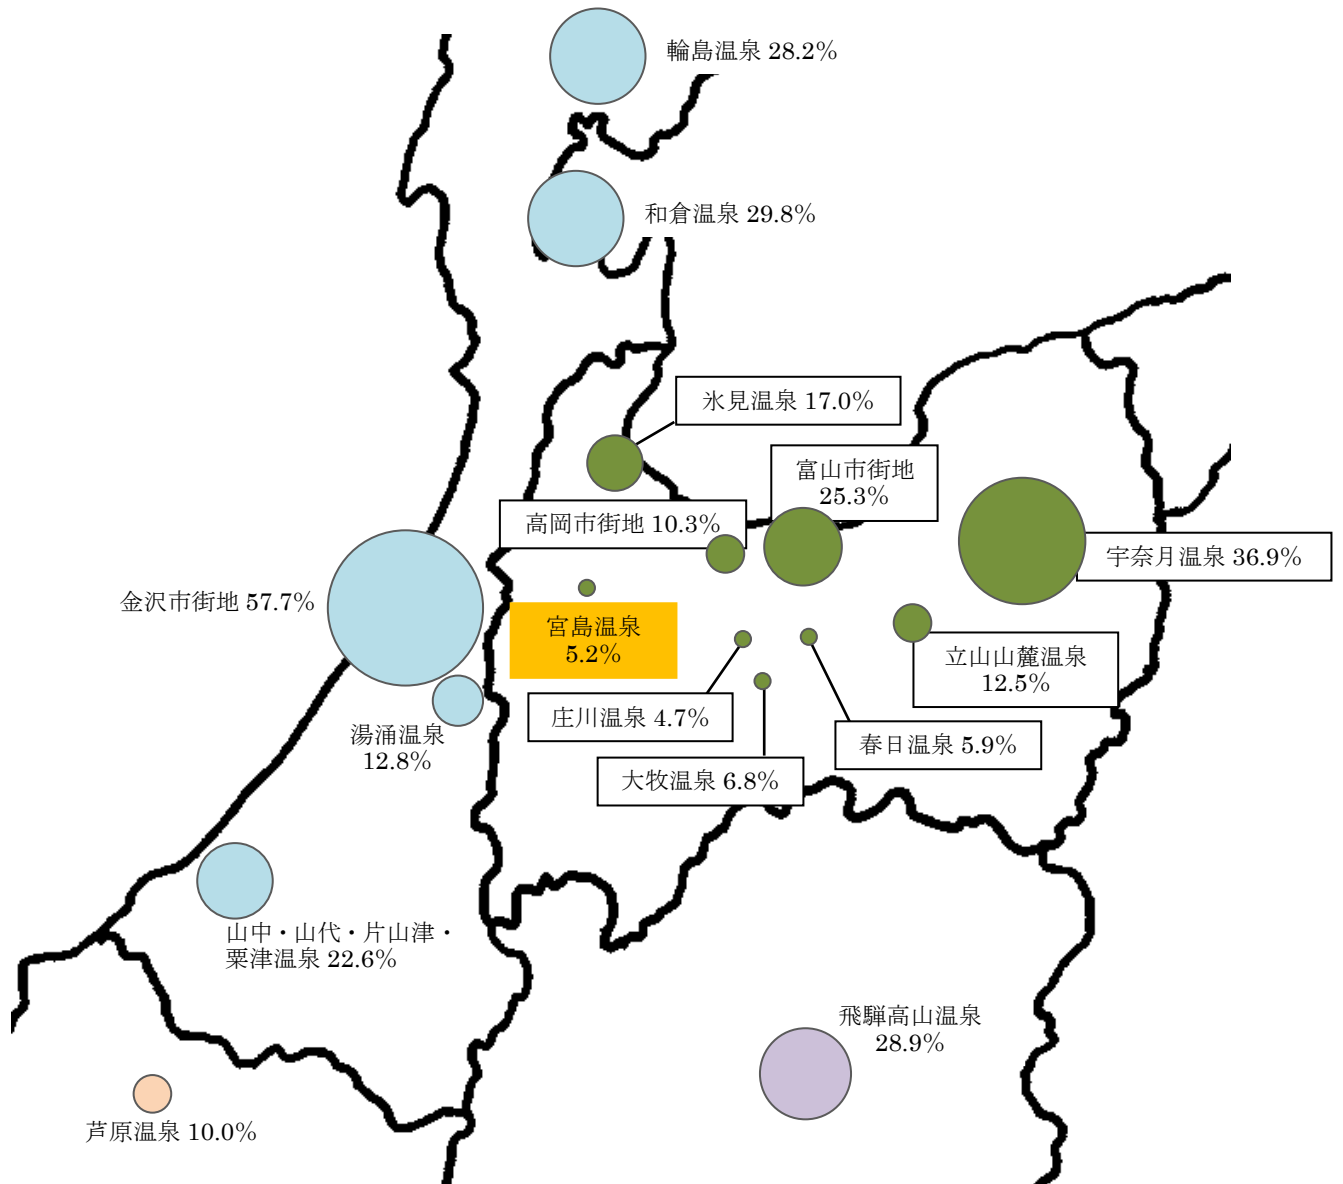 輪島温泉 28.2%
和倉温泉 29.8%
氷見温泉 17.0%
富山市街地
25.3%
高岡市街地 10.3%
宇奈月温泉 36.9%
金沢市街地 57.7%
宮島温泉
5.2%
立山山麓温泉
12.5%
庄川温泉 4.7%
春日温泉 5.9%
湯涌温泉
12.8%
大牧温泉 6.8%
山中・山代・片山津・
粟津温泉 22.6%
飛騨高山温泉
28.9%
芦原温泉 10.0%